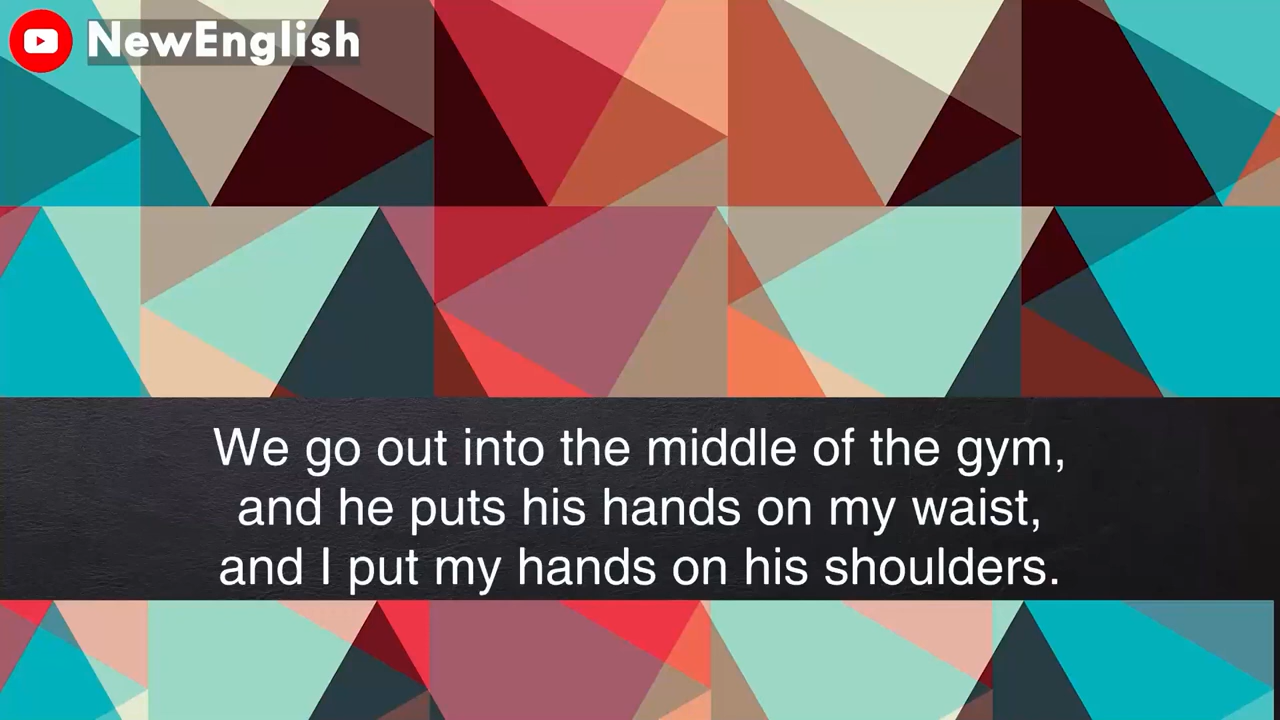 NewEnglish
We go out into the middle of the gym,
and he puts his hands on my waist,
and I put my hands on his shoulders.